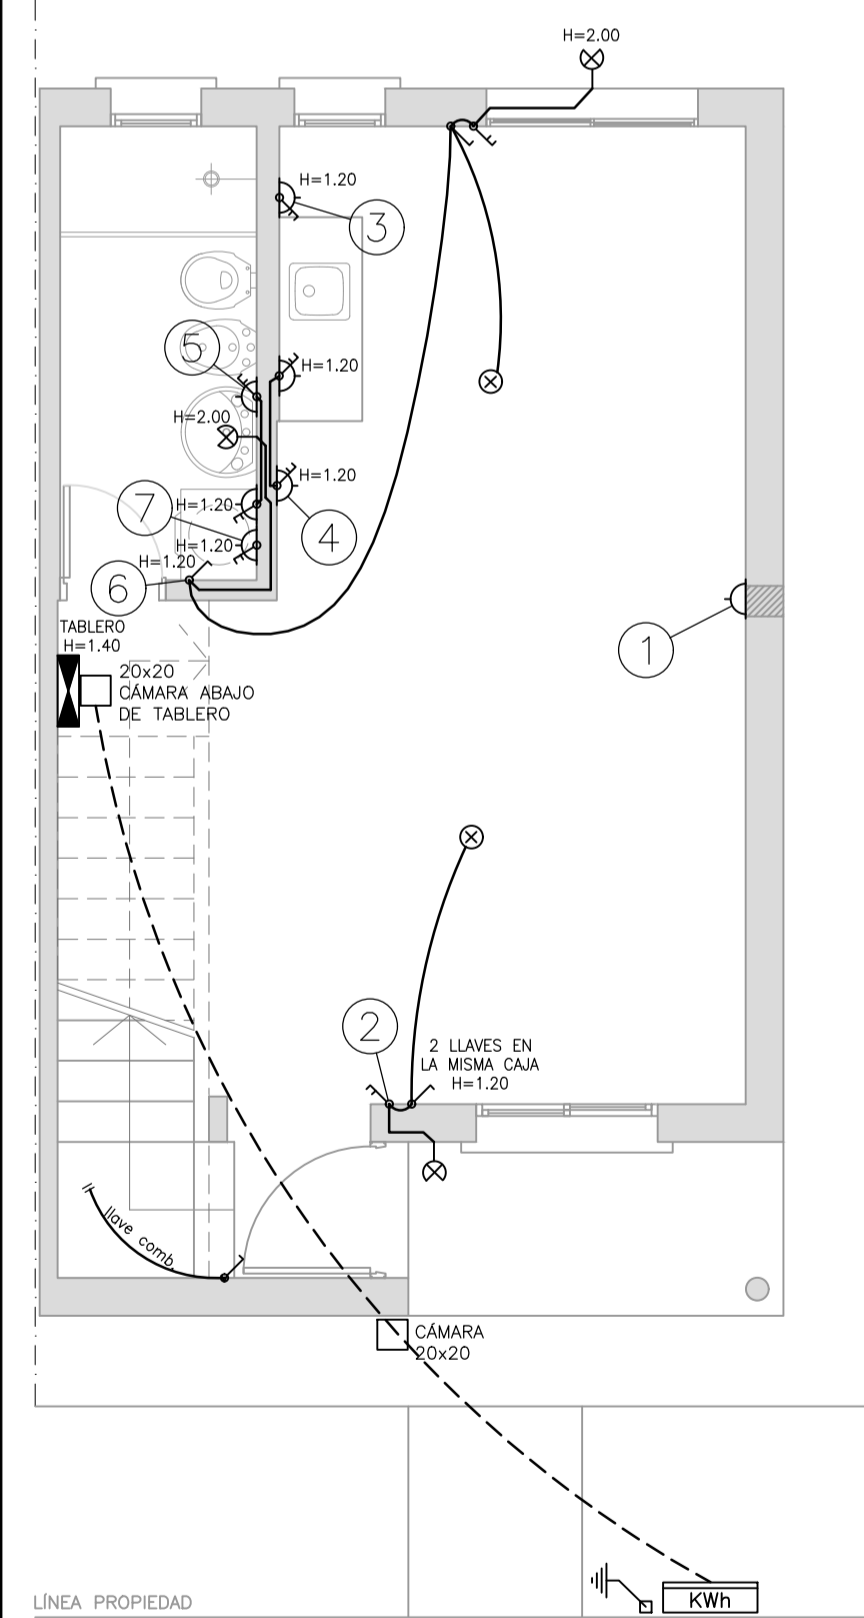 H=2.00
H=1.20
3
5
H=1.20
H=2.00
H=1.20
7
H=1.20
4
H=1.20
H=1.20
6
1
TABLERO
H=1.40
20x20
CÁMARA ABAJO
DE TABLERO
2
2 LLAVES EN
LA MISMA CAJA
H=1.20
llave comb.
CÁMARA
20x20
KWh
LÍNEA PROPIEDAD